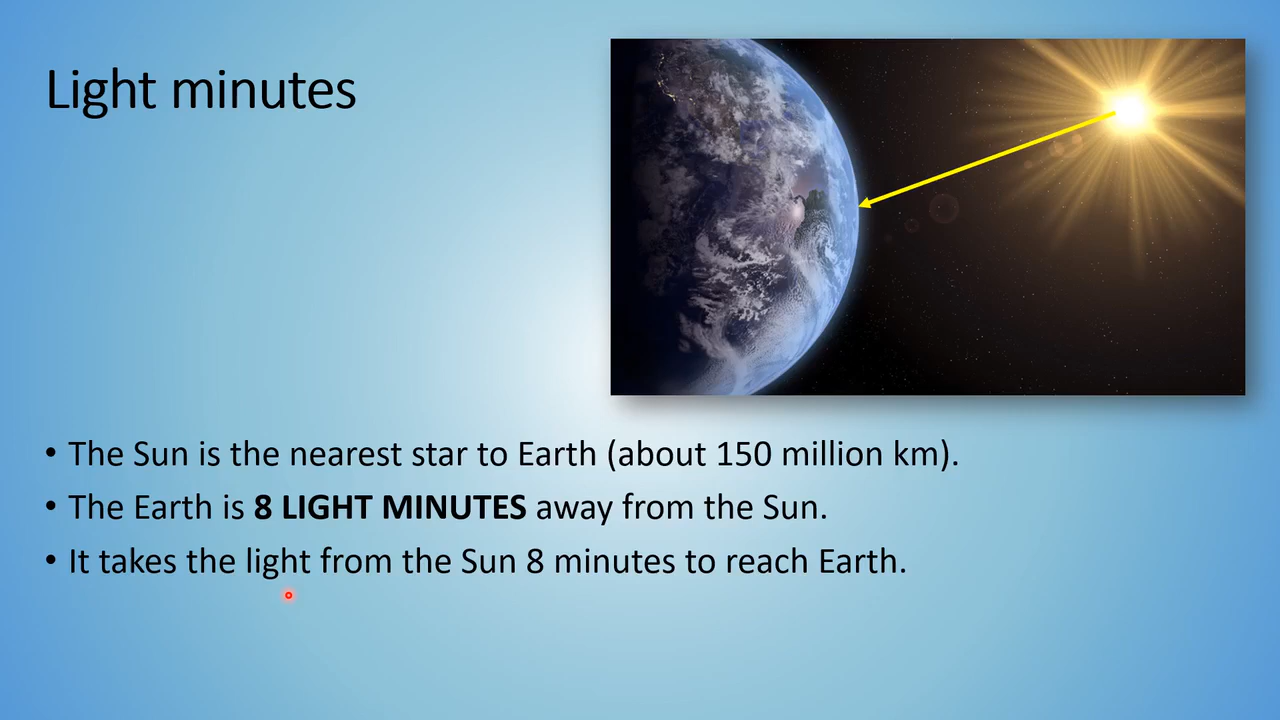 Light minutes
• The Sun is the nearest star to Earth (about 150 million km).
• The Earth is 8 LIGHT MINUTES away from the Sun.
• It takes the light from the Sun 8 minutes to reach Earth.